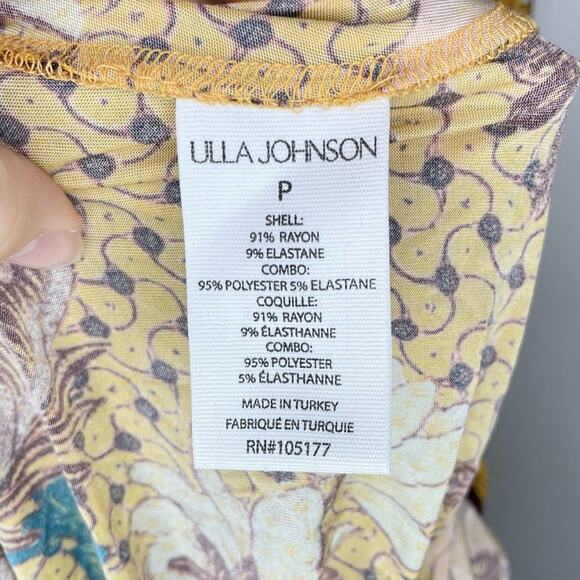 ULLA JOHNSON
P
SHELL:
91% RAYON
9% ELASTANE
COMBO:
95% POLYESTER 5% ELASTANE
COQUILLE:
91% RAYON
9% ÉLASTHANNE
COMBO:
95% POLYESTER
5% ÉLASTHANNE
MADE IN TURKEY
FABRIQUÉ EN TURQUIE
RN#105177